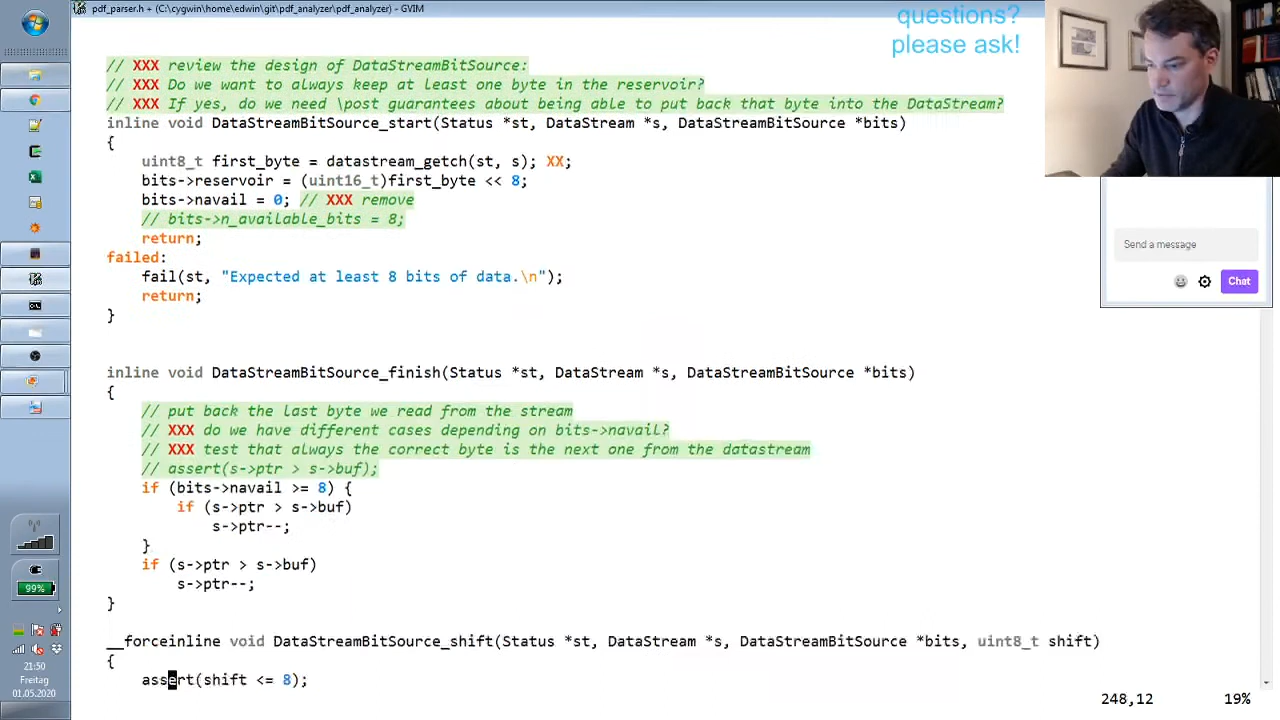 pdf_parser.h + (C:\cygwin\home\edwin\git\pdf_analyzer\pdf_analyzer) - GVIM
questions?
please ask!
// XXX review the design of DataStreamBitSource:
// XXX Do we want to always keep at least one byte in the reservoir?
// XXX If yes, do we need \post guarantees about being able to put back that byte into the DataStream?
inline void DataStreamBitSource_start(Status *st, DataStream *s, DataStreamBitSource *bits)
{
uint8_t first_byte = datastream_getch(st, s); XX;
bits->reservoir = (uint16_t)first_byte << 8;
bits->navail = 0; // XXX remove
// bits->n_available_bits = 8;
return;
failed:
fail(st, "Expected at least 8 bits of data.\n");
return;
}
inline void DataStreamBitSource_finish(Status *st, DataStream *s, DataStreamBitSource *bits)
{
// put back the last byte we read from the stream
// XXX do we have different cases depending on bits->navail?
// XXX test that always the correct byte is the next one from the datastream
// assert(s->ptr > s->buf);
if (bits->navail >= 8) {
if (s->ptr > s->buf)
s->ptr--;
}
if (s->ptr > s->buf)
s->ptr--;
}
__forceinline void DataStreamBitSource_shift(Status *st, DataStream *s, DataStreamBitSource *bits, uint8_t shift)
{
assert(shift <= 8);
248,12
19%
Send a message
Chat
99%
21:50
Freitag
01.05.2020